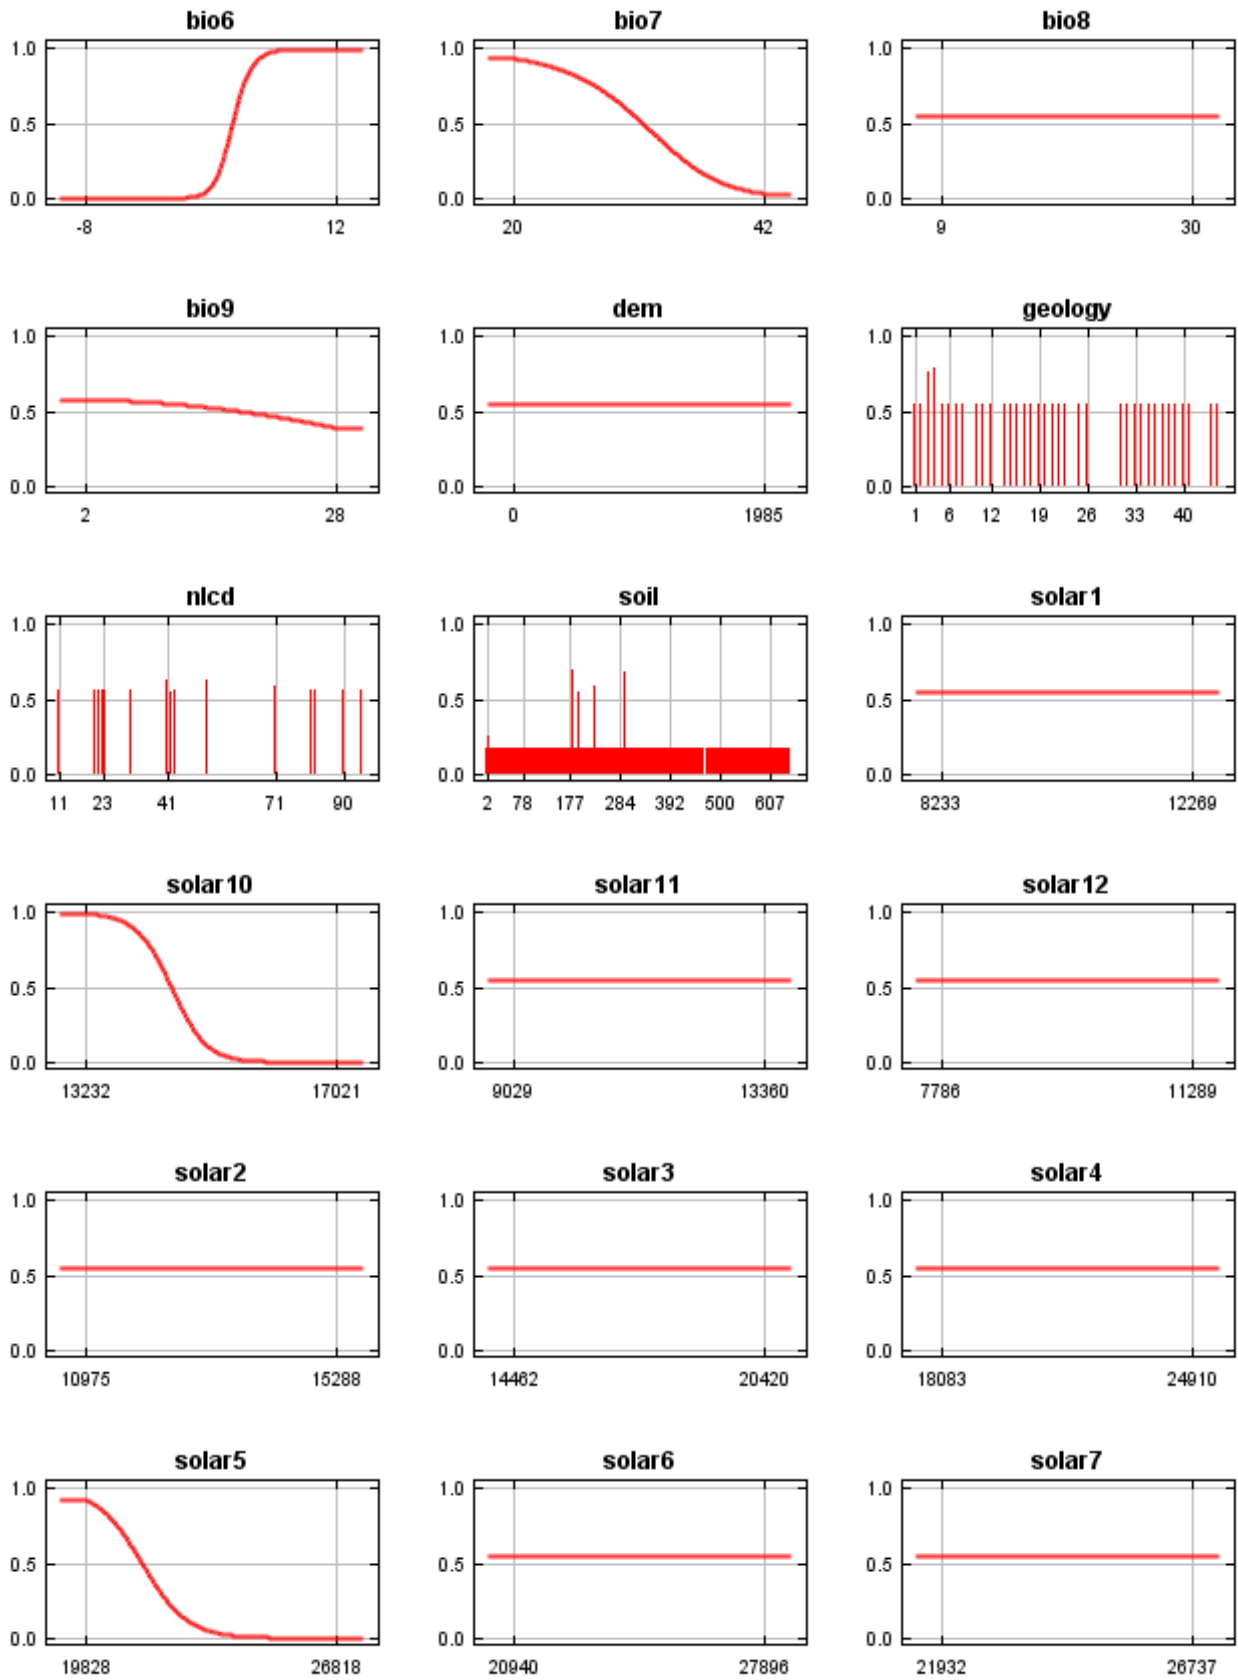 bio6 bio7 bio8
1.0 1.0 1.0
0.5 0.5 0.5
0.0 0.0 0.0
-8 12 20 42 9 30
bio9 dem geology
1.0 1.0 1.0
0.5 0.5 0.5
0.0 0.0 0.0
2 28 0 1985 1 6 12 19 26 33 40
nlcd soil solar1
1.0 1.0 1.0
0.5 0.5 0.5
0.0 0.0 0.0
11 23 41 71 90 2 78 177 284 392 500 607 8233 12269
solar10 solar11 solar12
1.0 1.0 1.0
0.5 0.5 0.5
0.0 0.0 0.0
13232 17021 9029 13360 7786 11289
solar2 solar3 solar4
1.0 1.0 1.0
0.5 0.5 0.5
0.0 0.0 0.0
10975 15288 14462 20420 18083 24910
solar5 solar6 solar7
1.0 1.0 1.0
0.5 0.5 0.5
0.0 0.0 0.0
19828 26818 20940 27896 21932 26737